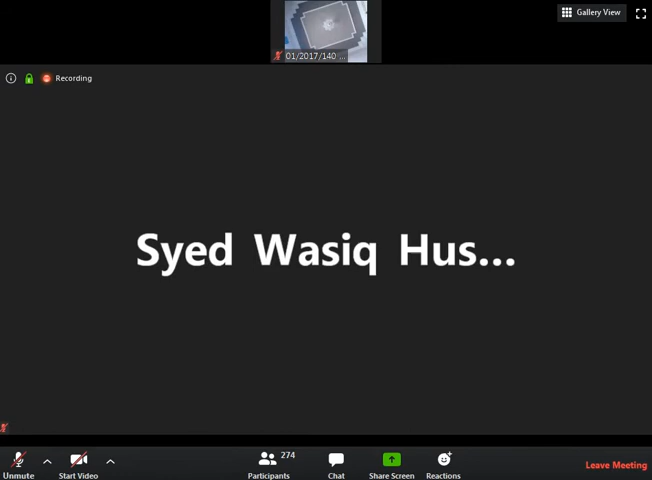 Gallery View
01/2017/140 ...
Recording
Syed Wasiq Hus...
274
Unmute
Start Video
Participants
Chat
Share Screen
Reactions
Leave Meeting